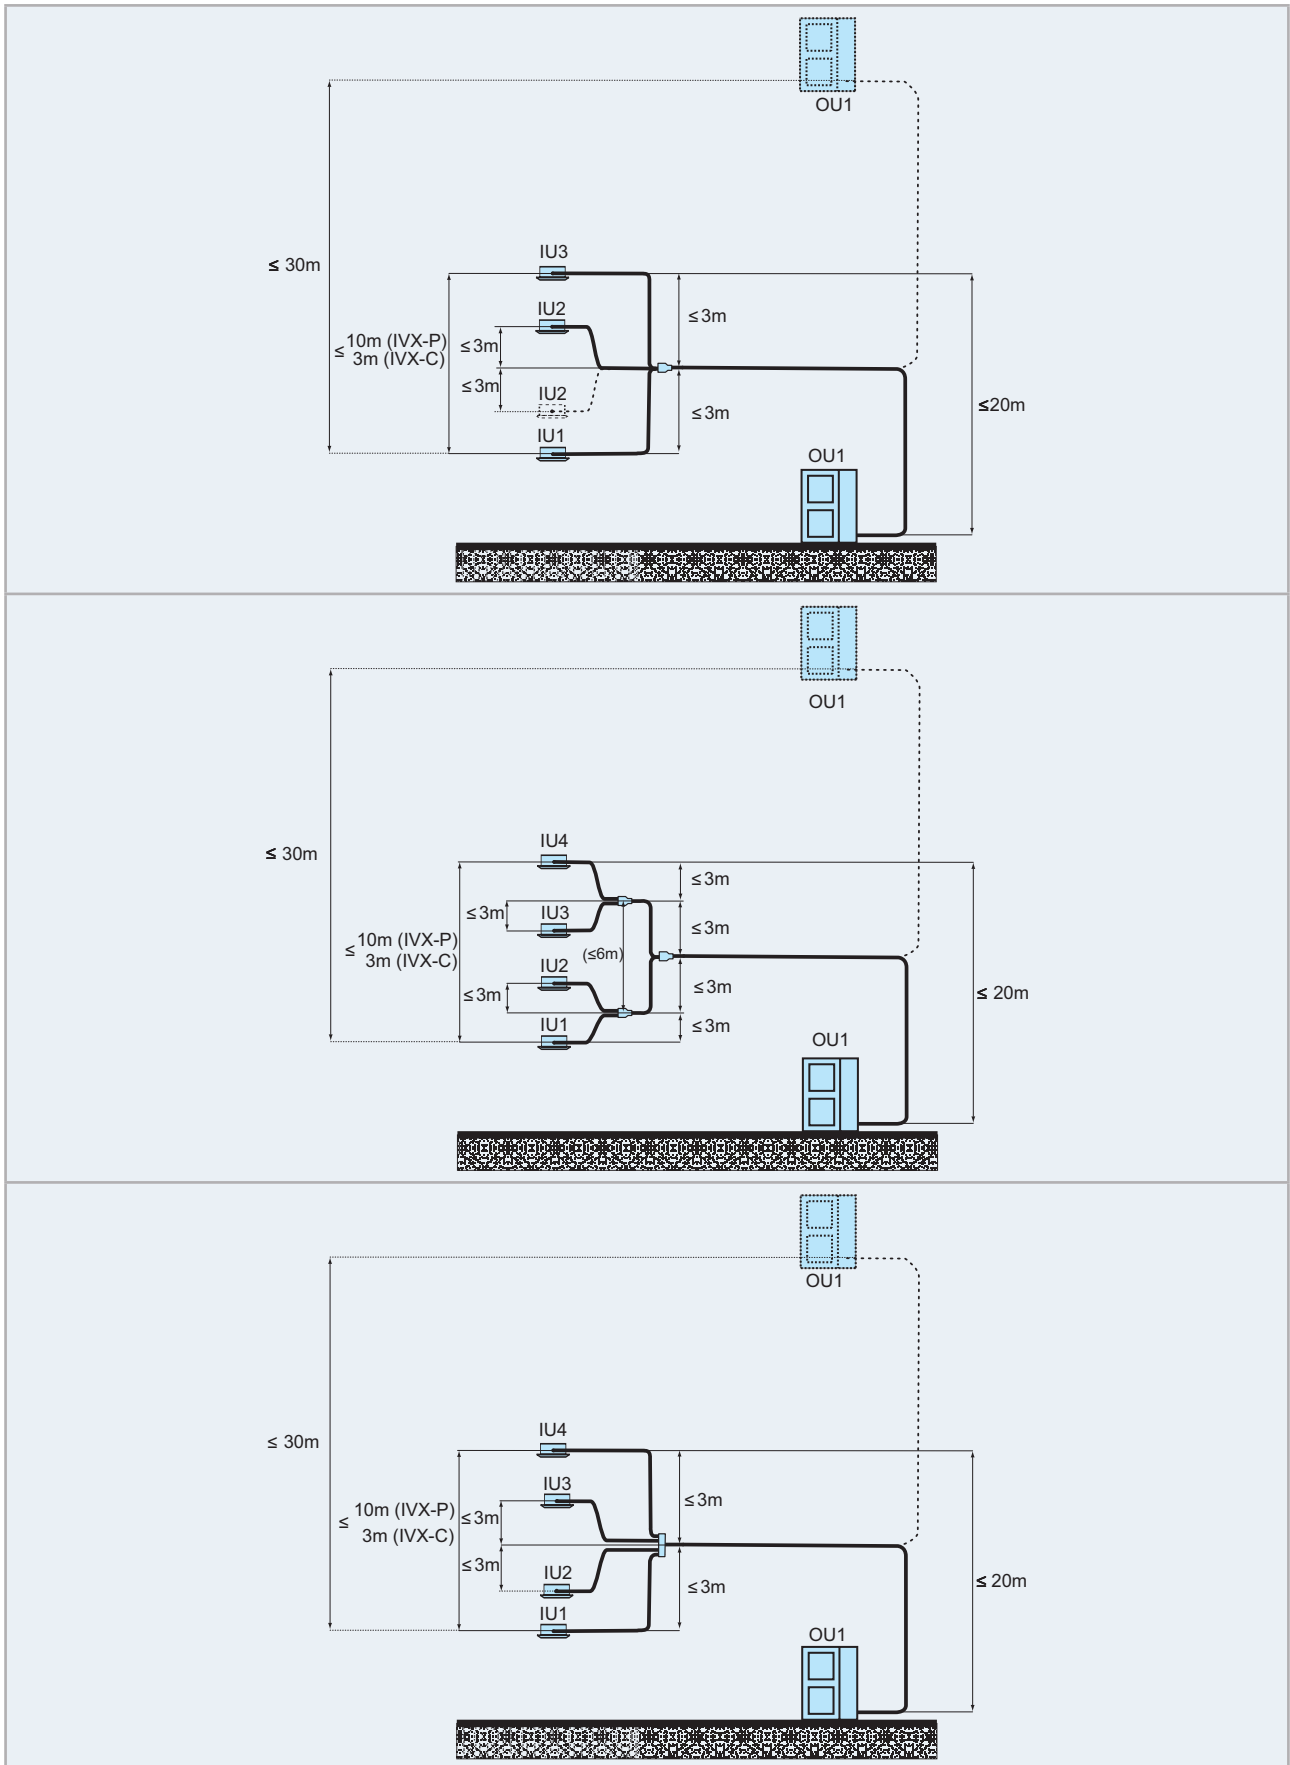 OU1
≤ 30m
IU3
≤ 3m
IU2
≤ 10m (IVX-P)
3m (IVX-C)
≤ 3m
≤ 3m
IU2
≤20m
≤ 3m
IU1
OU1
OU1
≤ 30m
IU4
≤ 3m
≤ 3m
IU3
≤ 3m
≤ 10m (IVX-P)
3m (IVX-C)
(≤6m)
IU2
≤ 3m
≤ 3m
≤ 20m
IU1
≤ 3m
OU1
OU1
≤ 30m
IU4
IU3
≤ 3m
≤ 10m (IVX-P)
3m (IVX-C)
≤ 3m
≤ 3m
IU2
≤ 3m
≤ 20m
IU1
OU1